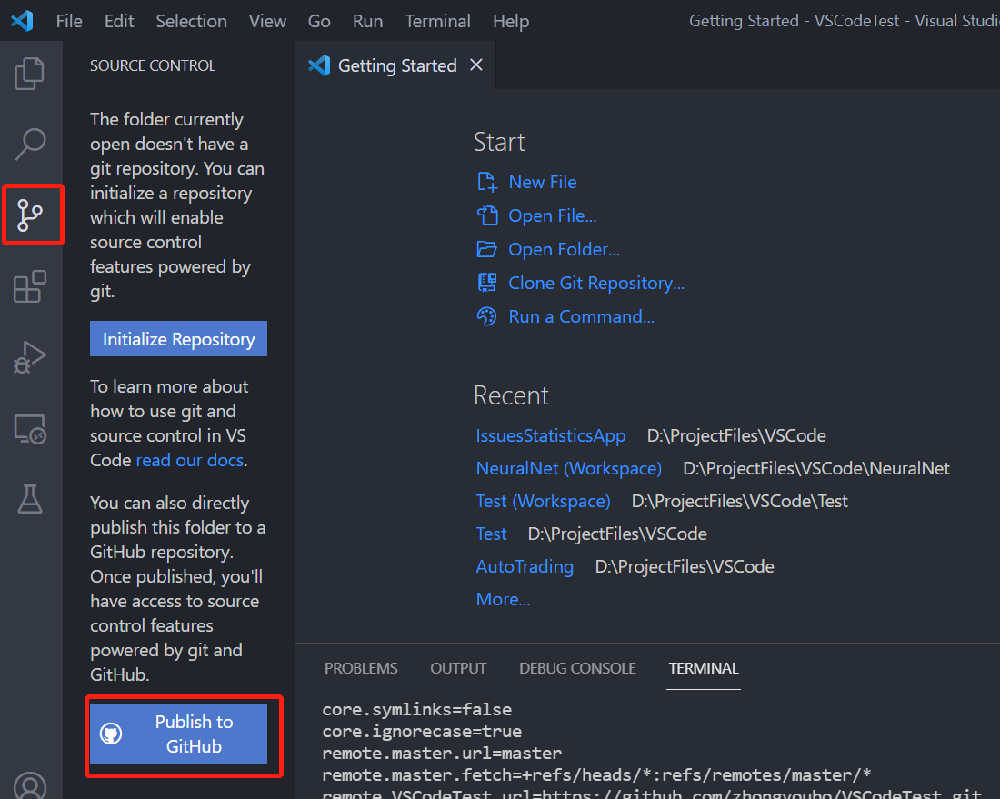 File Edit Selection View Go Run Terminal Help
Getting Started - VSCodeTest - Visual Studi
SOURCE CONTROL
Getting Started
The folder currently
open doesn't have a
git repository. You can
initialize a repository
which will enable
source control
features powered by
git.
Initialize Repository
To learn more about
how to use git and
source control in VS
Code read our docs.
You can also directly
publish this folder to a
GitHub repository.
Once published, you'll
have access to source
control features
powered by git and
GitHub.
Publish to
GitHub
Start
New File
Open File...
Open Folder...
Clone Git Repository...
Run a Command...
Recent
IssuesStatisticsApp D:\ProjectFiles\VSCode
NeuralNet (Workspace) D:\ProjectFiles\VSCode\NeuralNet
Test (Workspace) D:\ProjectFiles\VSCode\Test
Test D:\ProjectFiles\VSCode
AutoTrading D:\ProjectFiles\VSCode
More...
PROBLEMS OUTPUT DEBUG CONSOLE TERMINAL
core.symlinks=false
core.ignorecase=true
remote.master.url=master
remote.master.fetch=+refs/heads/*:refs/remotes/master/*
remote.VSCodeTest.url=https://github.com/zhongyoubo/VSCodeTest.git